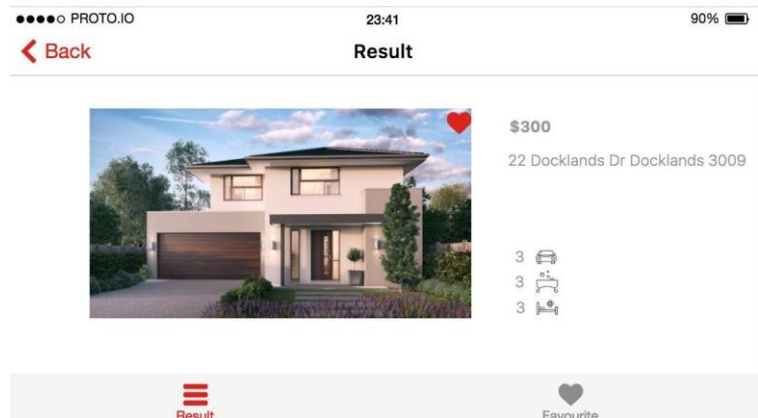 PROTO.IO 23:41 90%
Back Result
$300
22 Docklands Dr Docklands 3009
3
3
3
Result Favourite